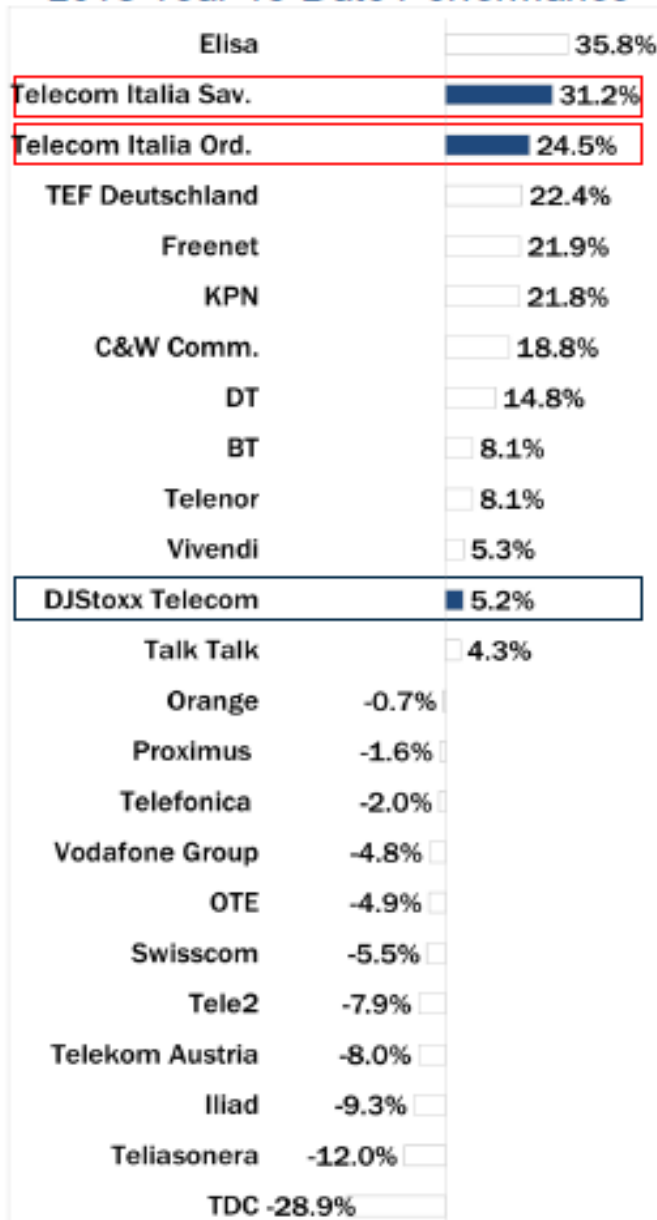 Elisa 35.8%
Telecom Italia Sav. 31.2%
Telecom Italia Ord. 24.5%
TEF Deutschland 22.4%
Freenet 21.9%
KPN 21.8%
C&W Comm. 18.8%
DT 14.8%
BT 8.1%
Telenor 8.1%
Vivendi 5.3%
DJStoxx Telecom 5.2%
Talk Talk 4.3%
Orange -0.7%
Proximus -1.6%
Telefonica -2.0%
Vodafone Group -4.8%
OTE -4.9%
Swisscom -5.5%
Tele2 -7.9%
Telekom Austria -8.0%
Iliad -9.3%
Teliasonera -12.0%
TDC -28.9%